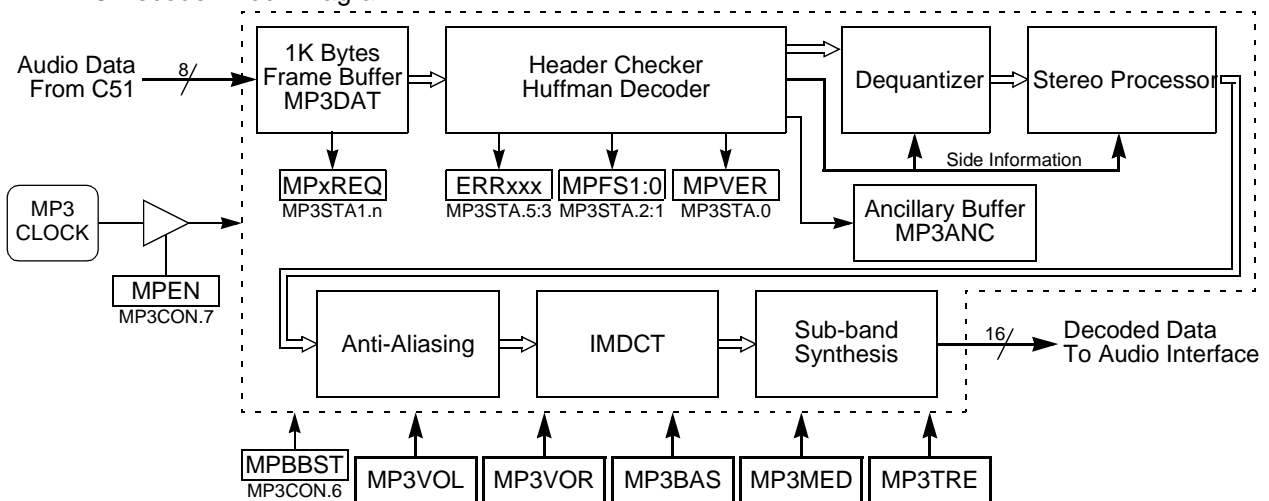 Audio Data
From C51
8
1K Bytes
Frame Buffer
MP3DAT
Header Checker
Huffman Decoder
Dequantizer
Stereo Processor
Side Information
MPxREQ
MP3STA1.n
ERRxxx
MP3STA.5:3
MPFS1:0
MP3STA.2:1
MPVER
MP3STA.0
Ancillary Buffer
MP3ANC
MP3
CLOCK
MPEN
MP3CON.7
Anti-Aliasing
IMDCT
Sub-band
Synthesis
16
Decoded Data
To Audio Interface
MPBBST
MP3CON.6
MP3VOL
MP3VOR
MP3BAS
MP3MED
MP3TRE